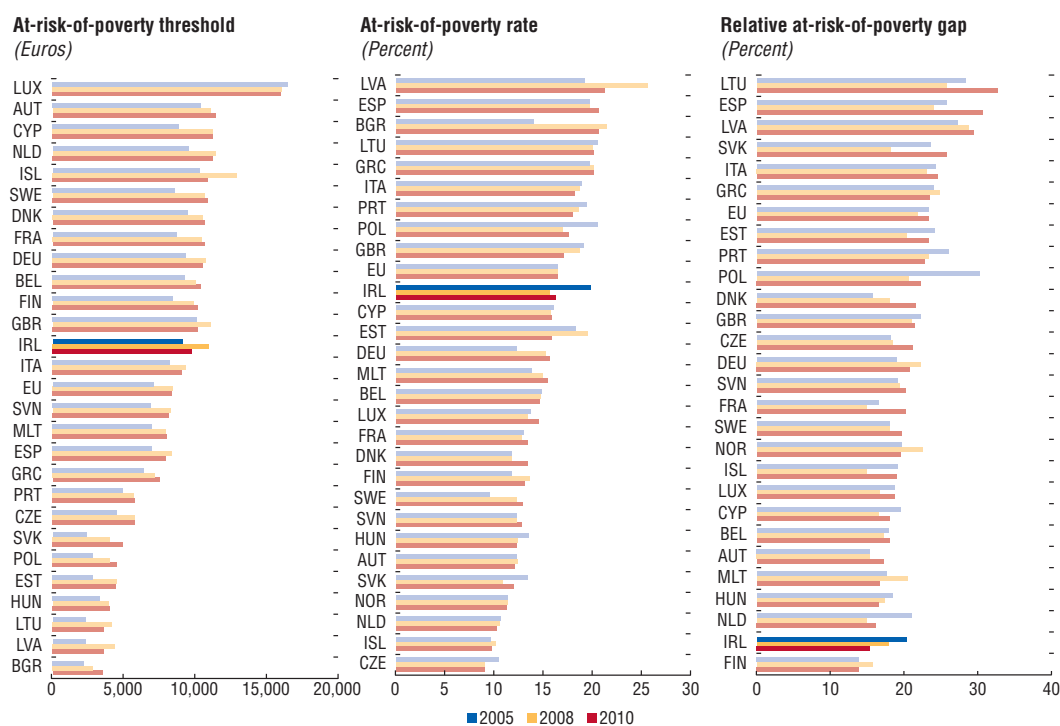 At-risk-of-poverty threshold
(Euros)
LUX
AUT
CYP
NLD
ISL
SWE
DNK
FRA
DEU
BEL
FIN
GBR
IRL
ITA
EU
SVN
MLT
ESP
GRC
PRT
CZE
SVK
POL
EST
HUN
LTU
LVA
BGR
0 5,000 10,000 15,000 20,000
At-risk-of-poverty rate
(Percent)
LVA
ESP
BGR
LTU
GRC
ITA
PRT
POL
GBR
EU
IRL
CYP
EST
DEU
MLT
BEL
LUX
FRA
DNK
FIN
SWE
SVN
HUN
AUT
SVK
NOR
NLD
ISL
CZE
0 5 10 15 20 25 30
Relative at-risk-of-poverty gap
(Percent)
LTU
ESP
LVA
SVK
ITA
GRC
EU
EST
PRT
POL
DNK
GBR
CZE
DEU
SVN
FRA
SWE
NOR
ISL
LUX
CYP
BEL
AUT
MLT
HUN
NLD
IRL
FIN
0 10 20 30 40
2005 2008 2010